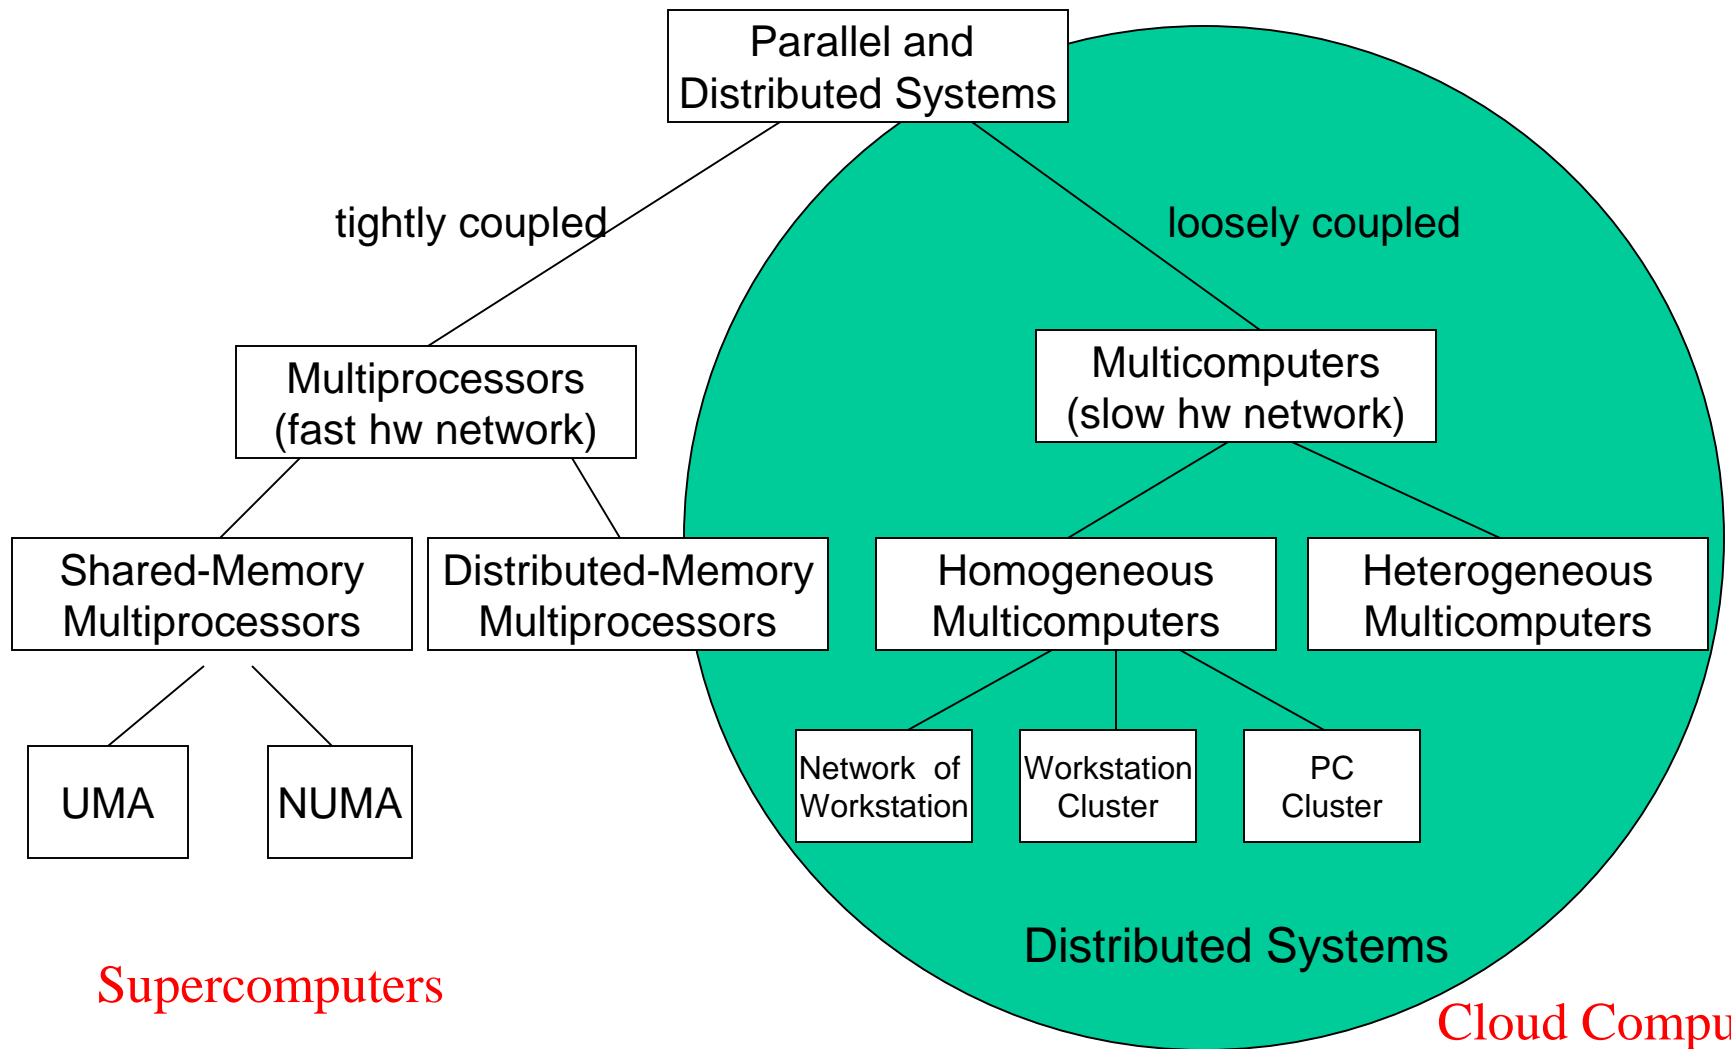 Parallel and
Distributed Systems
tightly coupled
loosely coupled
Multiprocessors
(fast hw network)
Multicomputers
(slow hw network)
Shared-Memory
Multiprocessors
Distributed-Memory
Multiprocessors
Homogeneous
Multicomputers
Heterogeneous
Multicomputers
UMA
NUMA
Network of
Workstation
Workstation
Cluster
PC
Cluster
Distributed Systems
Supercomputers
Cloud